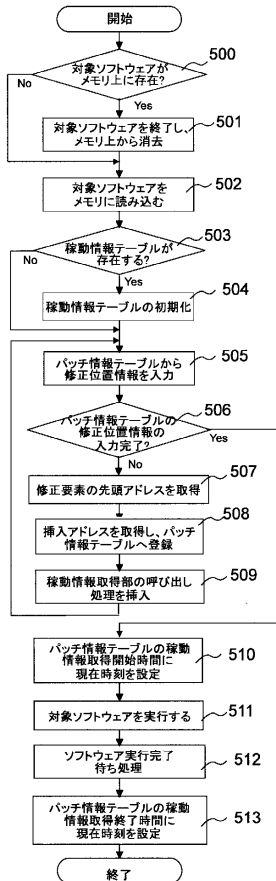 開始
500
対象ソフトウェアが
メモリ上に存在?
No
Yes
501
対象ソフトウェアを終了し、
メモリ上から消去
502
対象ソフトウェアを
メモリに読み込む
503
稼動情報テーブルが
存在する?
No
Yes
504
稼動情報テーブルの初期化
505
パッチ情報テーブルから
修正位置情報を入力
506
パッチ情報テーブルの
修正位置情報の
入力完了?
Yes
No
507
修正要素の先頭アドレスを取得
508
挿入アドレスを取得し、パッチ
情報テーブルへ登録
509
稼動情報取得部の呼び出し
処理を挿入
510
パッチ情報テーブルの稼動
情報取得開始時間に
現在時刻を設定
511
対象ソフトウェアを実行する
512
ソフトウェア実行完了
待ち処理
513
パッチ情報テーブルの稼動
情報取得終了時間に
現在時刻を設定
終了